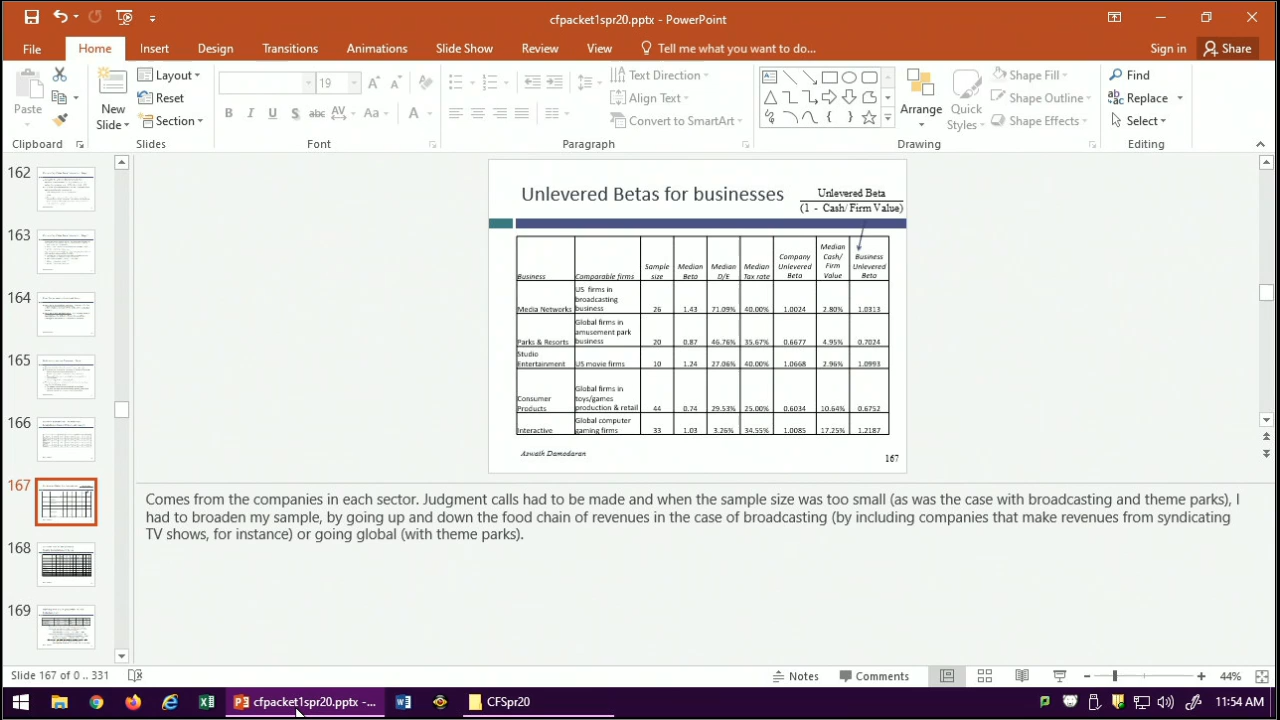 cfpacket1spr20.pptx - PowerPoint
File Home Insert Design Transitions Animations Slide Show Review View Tell me what you want to do... Sign in Share
Paste
Clipboard
New
Slide
Layout
Reset
Section
Slides
19
B I U S abc AV Aa A
Font
Text Direction
Align Text
Convert to SmartArt
Paragraph
Arrange
Quick
Styles
Shape Fill
Shape Outline
Shape Effects
Drawing
Find
Replace
Select
Editing
162
163
164
165
166
167
168
169
Unlevered Betas for businesses
Unlevered Beta
(1 - Cash/Firm Value)
Business Comparable firms Sample size Median Beta Median D/E Median Tax rate Company Unlevered Beta Median Cash/ Firm Value Business Unlevered Beta
Media Networks US firms in broadcasting business 26 1.43 71.09% 40.00% 1.0024 2.80% 1.0313
Parks & Resorts Global firms in amusement park business 20 0.87 46.76% 35.67% 0.6677 4.95% 0.7024
Studio Entertainment US movie firms 10 1.24 27.06% 40.00% 1.0668 2.96% 1.0993
Consumer Products Global firms in toys/games production & retail 44 0.74 29.53% 25.00% 0.6034 10.64% 0.6752
Interactive Global computer gaming firms 33 1.03 3.26% 34.55% 1.0085 17.25% 1.2187
Aswath Damodaran
167
Comes from the companies in each sector. Judgment calls had to be made and when the sample size was too small (as was the case with broadcasting and theme parks), I
had to broaden my sample, by going up and down the food chain of revenues in the case of broadcasting (by including companies that make revenues from syndicating
TV shows, for instance) or going global (with theme parks).
Slide 167 of 0 .. 331
Notes
Comments
44%
cfpacket1spr20.pptx -...
CFSpr20
11:54 AM